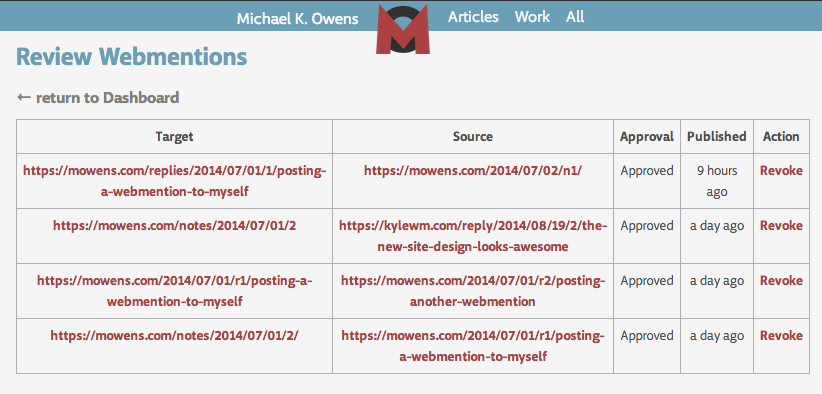 Michael K. Owens M Articles Work All
Review Webmentions
← return to Dashboard
Target Source Approval Published Action
https://mowens.com/replies/2014/07/01/1/posting- https://mowens.com/2014/07/02/n1/ Approved 9 hours Revoke
a-webmention-to-myself ago
https://mowens.com/notes/2014/07/01/2 https://kylewm.com/reply/2014/08/19/2/the- Approved a day ago Revoke
new-site-design-looks-awesome
https://mowens.com/2014/07/01/r1/posting-a- https://mowens.com/2014/07/01/r2/posting- Approved a day ago Revoke
webmention-to-myself another-webmention
https://mowens.com/notes/2014/07/01/2/ https://mowens.com/2014/07/01/r1/posting- Approved a day ago Revoke
a-webmention-to-myself